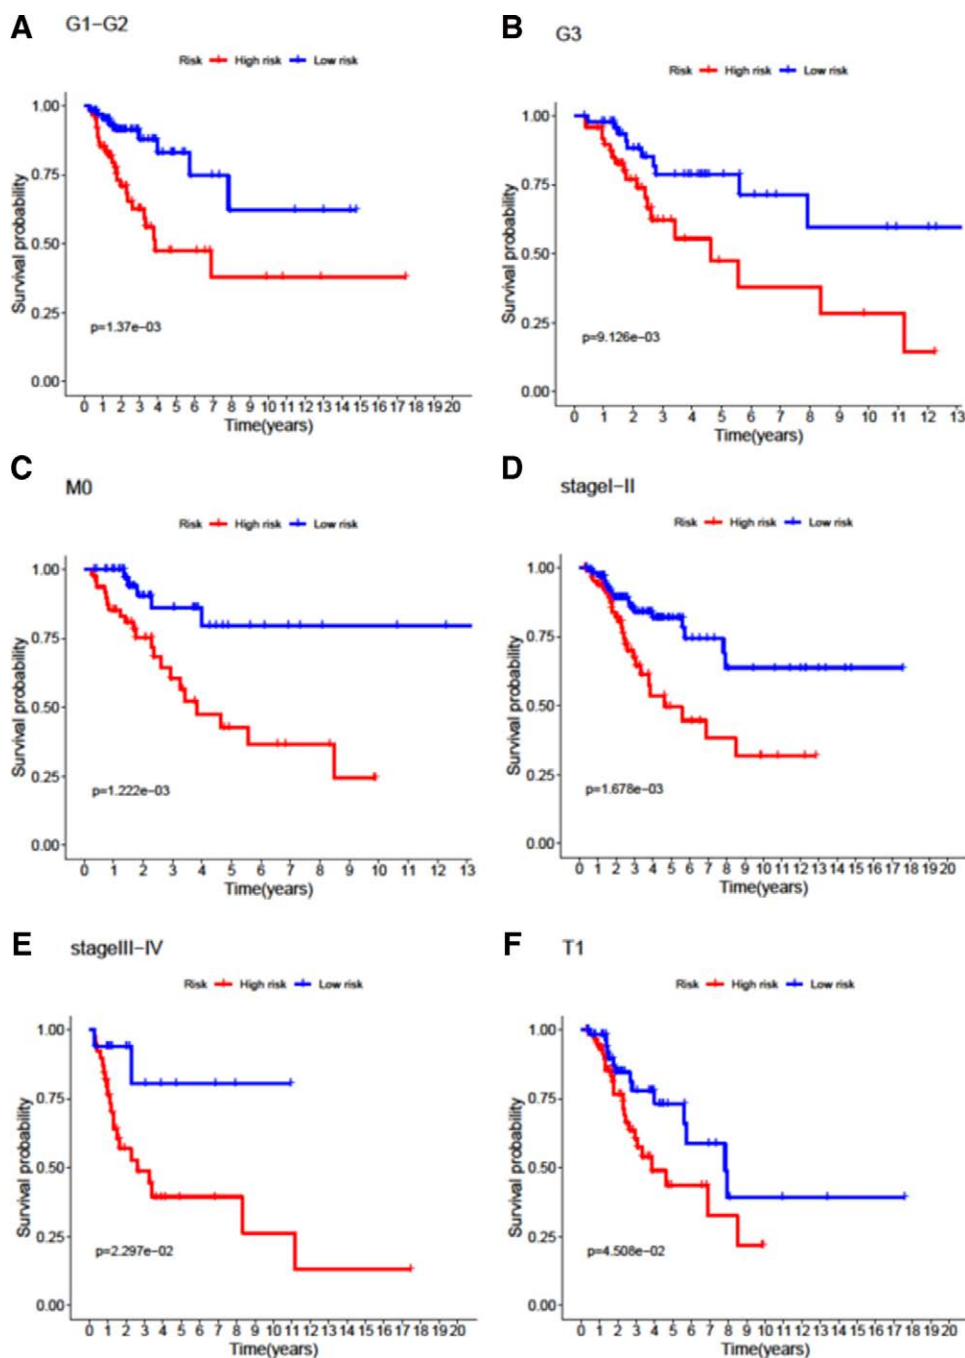 A G1-G2
Risk High risk Low risk
Survival probability
1.00
0.75
0.50
0.25
0.00
p=1.37e-03
0 1 2 3 4 5 6 7 8 9 10 11 12 13 14 15 16 17 18 19 20
Time(years)
B G3
Risk High risk Low risk
Survival probability
1.00
0.75
0.50
0.25
0.00
p=9.126e-03
0 1 2 3 4 5 6 7 8 9 10 11 12 13
Time(years)
C M0
Risk High risk Low risk
Survival probability
1.00
0.75
0.50
0.25
0.00
p=1.222e-03
0 1 2 3 4 5 6 7 8 9 10 11 12 13
Time(years)
D stageI-II
Risk High risk Low risk
Survival probability
1.00
0.75
0.50
0.25
0.00
p=1.678e-03
0 1 2 3 4 5 6 7 8 9 10 11 12 13 14 15 16 17 18 19 20
Time(years)
E stageIII-IV
Risk High risk Low risk
Survival probability
1.00
0.75
0.50
0.25
0.00
p=2.297e-02
0 1 2 3 4 5 6 7 8 9 10 11 12 13 14 15 16 17 18 19 20
Time(years)
F T1
Risk High risk Low risk
Survival probability
1.00
0.75
0.50
0.25
0.00
p=4.508e-02
0 1 2 3 4 5 6 7 8 9 10 11 12 13 14 15 16 17 18 19 20
Time(years)